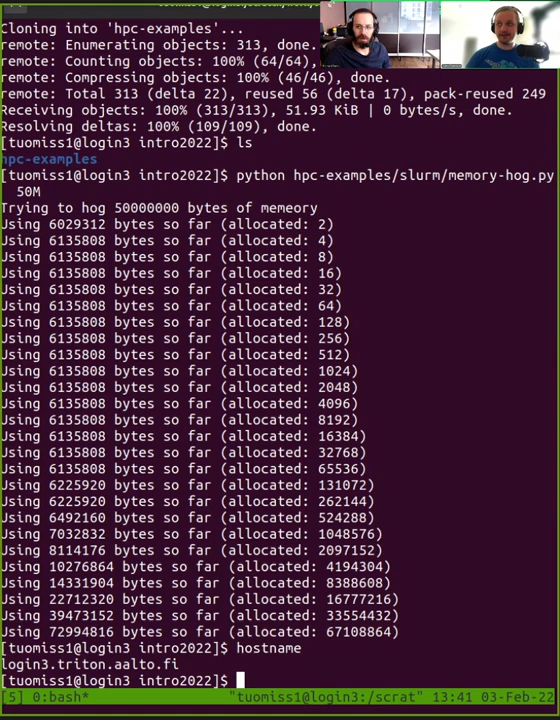 tuomiss1@login3:/scratch/work/
Cloning into 'hpc-examples'...
remote: Enumerating objects: 313, done.
remote: Counting objects: 100% (64/64),
remote: Compressing objects: 100% (46/46), done.
remote: Total 313 (delta 22), reused 56 (delta 17), pack-reused 249
Receiving objects: 100% (313/313), 51.93 KiB | 0 bytes/s, done.
Resolving deltas: 100% (109/109), done.
[tuomiss1@login3 intro2022]$ ls
hpc-examples
[tuomiss1@login3 intro2022]$ python hpc-examples/slurm/memory-hog.py
50M
Trying to hog 50000000 bytes of memeory
Using 6029312 bytes so far (allocated: 2)
Using 6135808 bytes so far (allocated: 4)
Using 6135808 bytes so far (allocated: 8)
Using 6135808 bytes so far (allocated: 16)
Using 6135808 bytes so far (allocated: 32)
Using 6135808 bytes so far (allocated: 64)
Using 6135808 bytes so far (allocated: 128)
Using 6135808 bytes so far (allocated: 256)
Using 6135808 bytes so far (allocated: 512)
Using 6135808 bytes so far (allocated: 1024)
Using 6135808 bytes so far (allocated: 2048)
Using 6135808 bytes so far (allocated: 4096)
Using 6135808 bytes so far (allocated: 8192)
Using 6135808 bytes so far (allocated: 16384)
Using 6135808 bytes so far (allocated: 32768)
Using 6135808 bytes so far (allocated: 65536)
Using 6225920 bytes so far (allocated: 131072)
Using 6225920 bytes so far (allocated: 262144)
Using 6492160 bytes so far (allocated: 524288)
Using 7032832 bytes so far (allocated: 1048576)
Using 8114176 bytes so far (allocated: 2097152)
Using 10276864 bytes so far (allocated: 4194304)
Using 14331904 bytes so far (allocated: 8388608)
Using 22712320 bytes so far (allocated: 16777216)
Using 39473152 bytes so far (allocated: 33554432)
Using 72994816 bytes so far (allocated: 67108864)
[tuomiss1@login3 intro2022]$ hostname
login3.triton.aalto.fi
[tuomiss1@login3 intro2022]$
[5] 0:bash* "tuomiss1@login3:/scrat" 13:41 03-Feb-22